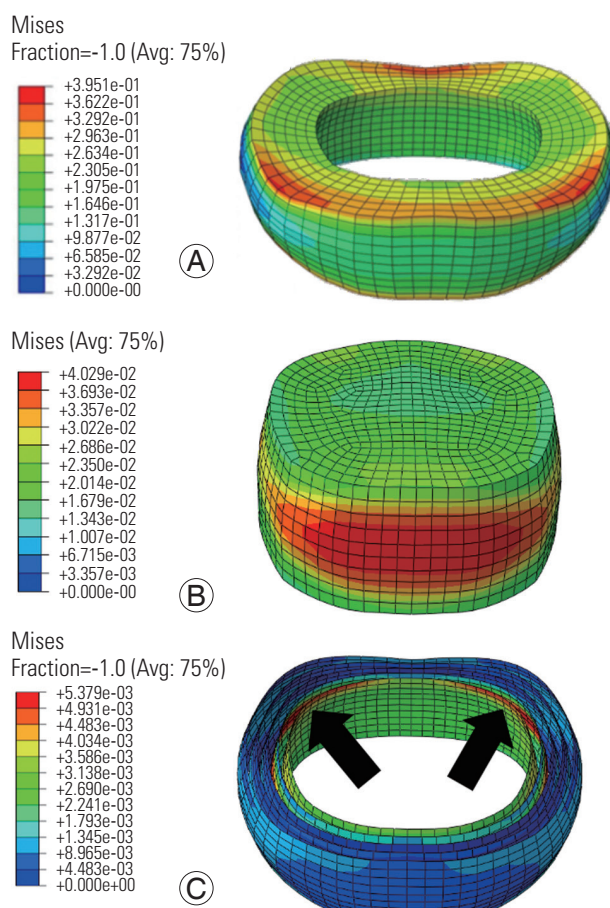 Mises
Fraction=-1.0 (Avg: 75%)
+3.951e-01
+3.622e-01
+3.292e-01
+2.963e-01
+2.634e-01
+2.305e-01
+1.975e-01
+1.646e-01
+1.317e-01
+9.877e-02
+6.585e-02
+3.292e-02
+0.000e-00
A
Mises (Avg: 75%)
+4.029e-02
+3.693e-02
+3.357e-02
+3.022e-02
+2.686e-02
+2.350e-02
+2.014e-02
+1.679e-02
+1.343e-02
+1.007e-02
+6.715e-03
+3.357e-03
+0.000e-00
B
Mises
Fraction=-1.0 (Avg: 75%)
+5.379e-03
+4.931e-03
+4.483e-03
+4.034e-03
+3.586e-03
+3.138e-03
+2.690e-03
+2.241e-03
+1.793e-03
+1.345e-03
+8.965e-03
+4.483e-03
+0.000e+00
C